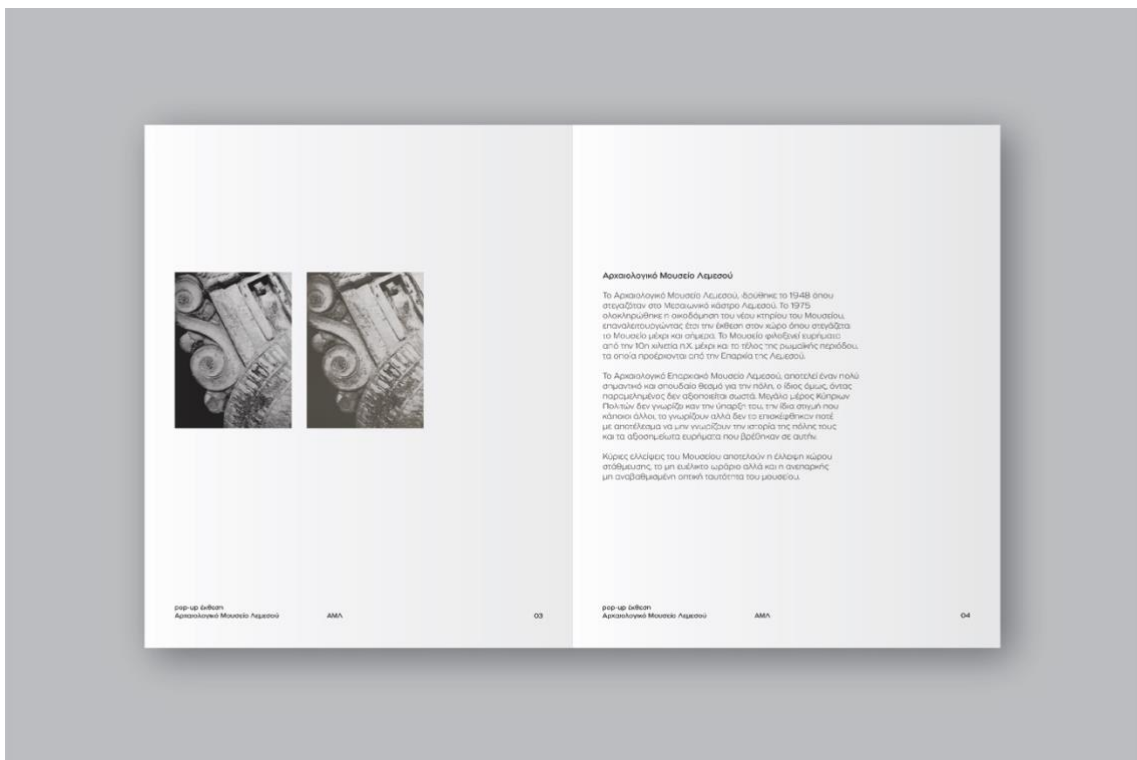 pop-up έκθεση
Αρχαιολογικό Μουσείο Λεμεσού
ΑΜΛ
03
Αρχαιολογικό Μουσείο Λεμεσού
Το Αρχαιολογικό Μουσείο Λεμεσού, ιδρύθηκε το 1948 όπου
στεγαζόταν στο Μεσαιωνικό κάστρο Λεμεσού. Το 1975
ολοκληρώθηκε η οικοδόμηση του νέου κτηρίου του Μουσείου,
επαναλειτουργώντας έτσι την έκθεση στον χώρο όπου στεγάζεται
το Μουσείο μέχρι και σήμερα. Το Μουσείο φιλοξενεί ευρήματα
από την 10η χιλιετία π.Χ. μέχρι και το τέλος της ρωμαϊκής περιόδου,
τα οποία προέρχονται από την Επαρχία της Λεμεσού.
Το Αρχαιολογικό Επαρχιακό Μουσείο Λεμεσού, αποτελεί έναν πολύ
σημαντικό και σπουδαίο θεσμό για την πόλη, ο ίδιος όμως, όντας
παραμελημένος δεν αξιοποιείται σωστά. Μεγάλο μέρος Κύπριων
Πολιτών δεν γνωρίζει καν την ύπαρξη του, την ίδια στιγμή που
κάποιοι άλλοι, το γνωρίζουν αλλά δεν το επισκέφθηκαν ποτέ
με αποτέλεσμα να μην γνωρίζουν την ιστορία της πόλης τους
και τα αξιοσημείωτα ευρήματα που βρέθηκαν σε αυτήν.
Κύριες ελλείψεις του Μουσείου αποτελούν η έλλειψη χώρου
στάθμευσης, το μη ευέλικτο ωράριο αλλά και η ανεπαρκής
μη αναβαθμισμένη οπτική ταυτότητα του μουσείου.
pop-up έκθεση
Αρχαιολογικό Μουσείο Λεμεσού
ΑΜΛ
04